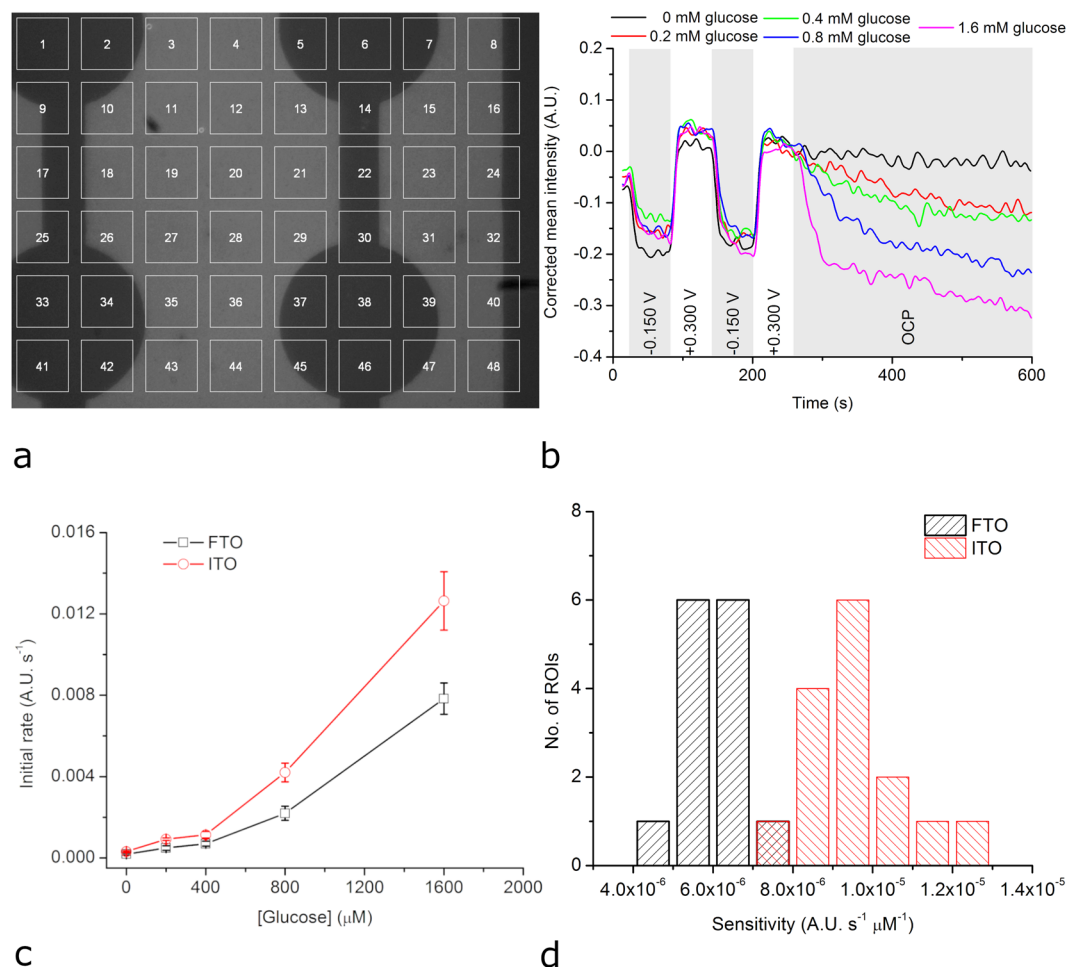 1 2 3 4 5 6 7 8
9 10 11 12 13 14 15 16
17 18 19 20 21 22 23 24
25 26 27 28 29 30 31 32
33 34 35 36 37 38 39 40
41 42 43 44 45 46 47 48
a
0 mM glucose 0.4 mM glucose 1.6 mM glucose
0.2 mM glucose 0.8 mM glucose
Corrected mean intensity (A.U.)
0.2
0.1
0.0
-0.1
-0.2
-0.3
-0.4
-0.150 V
+0.300 V
-0.150 V
+0.300 V
OCP
0 200 400 600
Time (s)
b
FTO
ITO
Initial rate (A.U. s⁻¹)
0.016
0.012
0.008
0.004
0.000
0 400 800 1200 1600 2000
[Glucose] (μM)
c
FTO
ITO
No. of ROIs
8
6
4
2
0
4.0x10⁻⁶ 6.0x10⁻⁶ 8.0x10⁻⁶ 1.0x10⁻⁵ 1.2x10⁻⁵ 1.4x10⁻⁵
Sensitivity (A.U. s⁻¹ μM⁻¹)
d